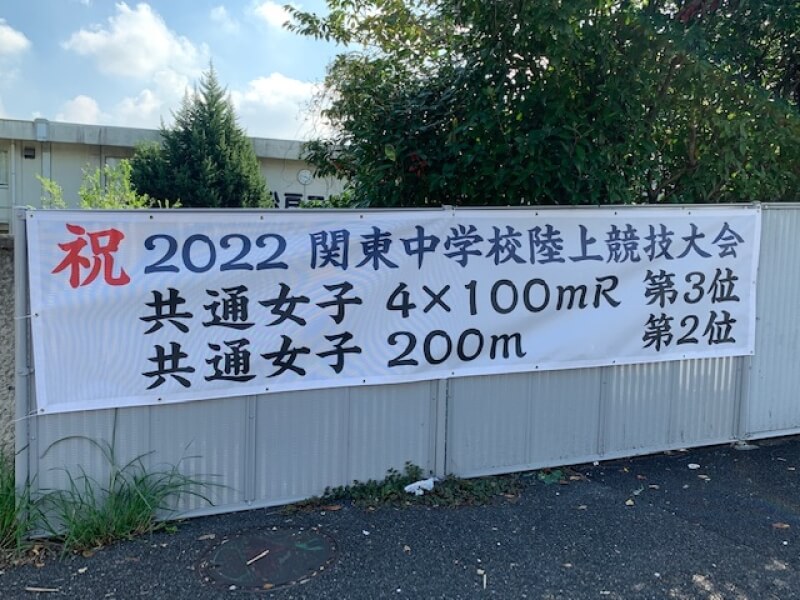 祝 2022 関東中学校陸上競技大会
共通女子 4×100mR 第3位
共通女子 200m 第2位